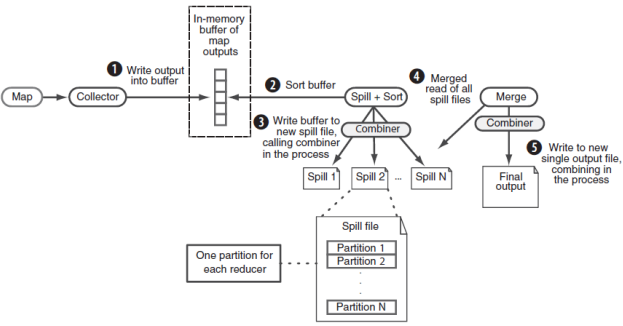 In-memory
buffer of
map
outputs
1 Write output
into buffer
2 Sort buffer
4 Merged
read of all
spill files
Map
Collector
Spill + Sort
Merge
3 Write buffer to
new spill file,
calling combiner
in the process
Combiner
Combiner
5 Write to new
single output file,
combining in
the process
Spill 1
Spill 2
...
Spill N
Final
output
Spill file
One partition for
each reducer
Partition 1
Partition 2
.
.
.
Partition N